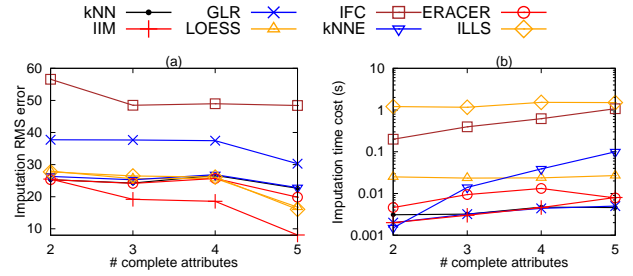 kNN GLR IFC ERACER
IIM LOESS kNNE ILLS
(a)
Imputation RMS error
60
50
40
30
20
10
2 3 4 5
# complete attributes
(b)
Imputation time cost (s)
10
1
0.1
0.01
0.001
2 3 4 5
# complete attributes